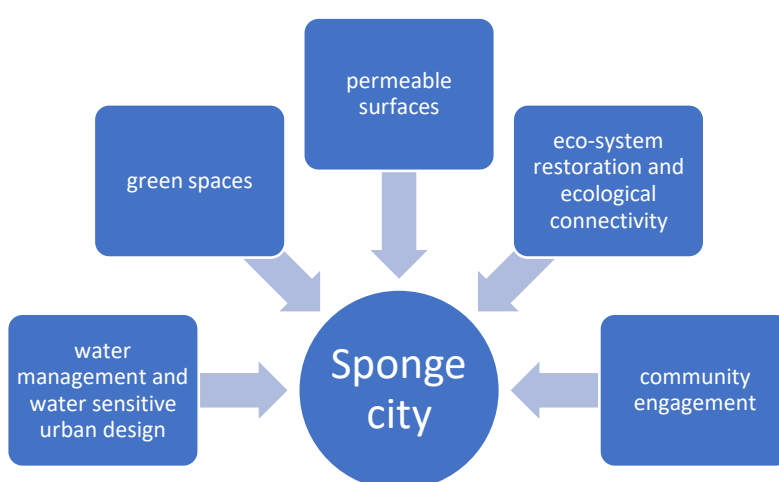 permeable
surfaces
green spaces
eco-system
restoration and
ecological
connectivity
water
management and
water sensitive
urban design
Sponge
city
community
engagement